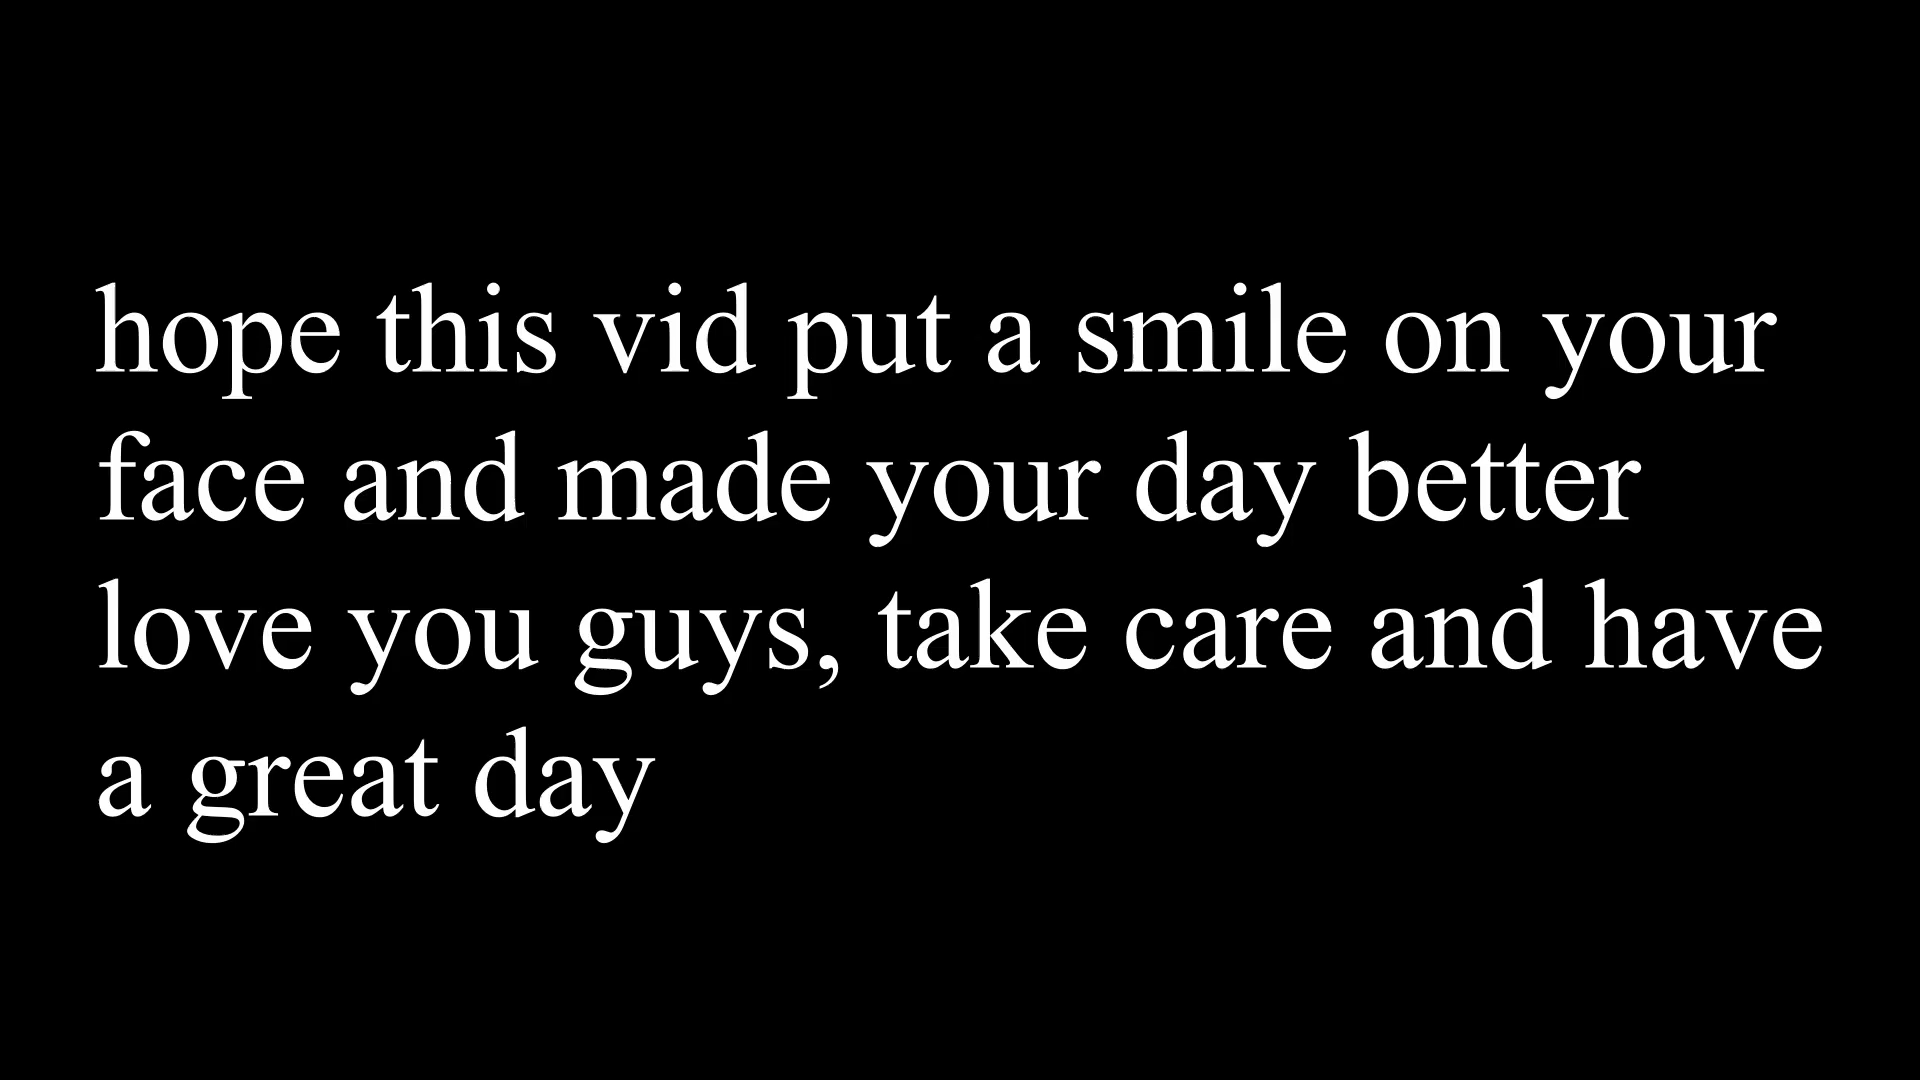 hope this vid put a smile on your
face and made your day better
love you guys, take care and have
a great day